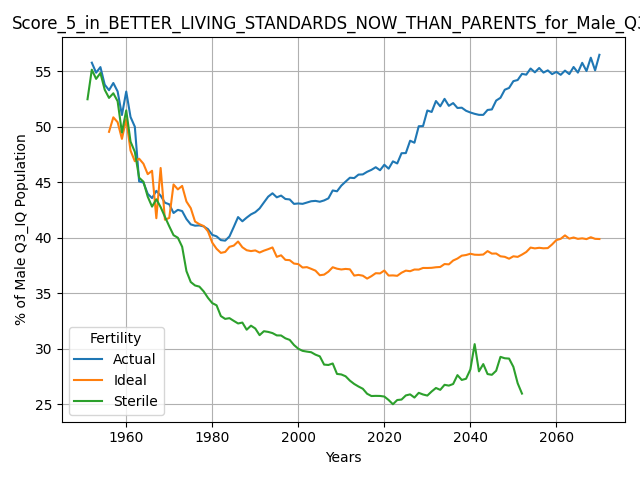 Score_5_in_BETTER_LIVING_STANDARDS_NOW_THAN_PARENTS_for_Male_Q3
% of Male Q3_IQ Population
55
50
45
40
35
30
25
Fertility
Actual
Ideal
Sterile
1960 1980 2000 2020 2040 2060
Years